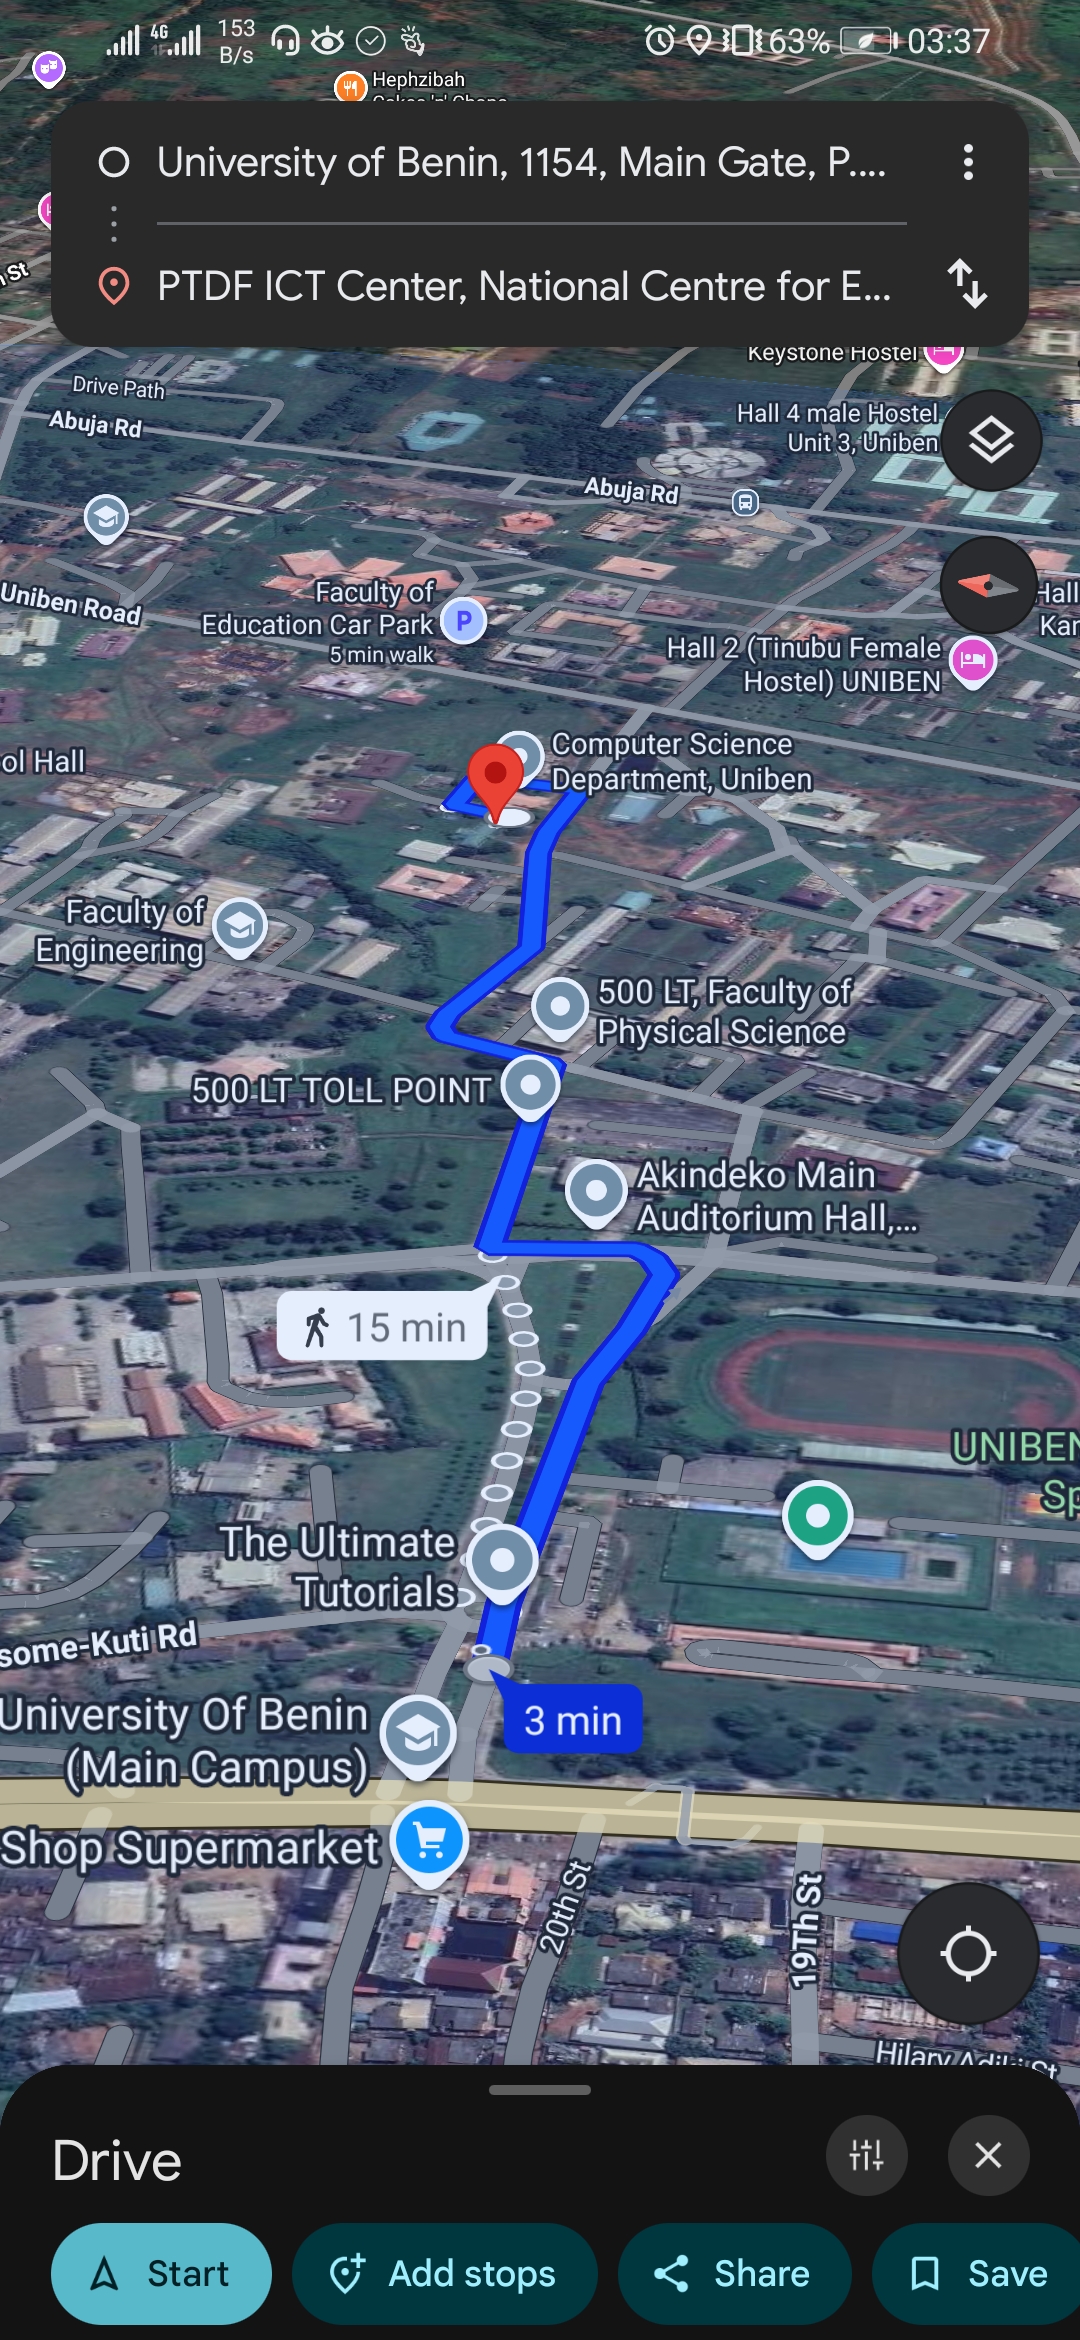 4G
153
B/s
63%
03:37
Hephzibah
University of Benin, 1154, Main Gate, P....
PTDF ICT Center, National Centre for E...
Keystone Hostel
Drive Path
Abuja Rd
Hall 4 male Hostel
Unit 3, Uniben
Abuja Rd
Uniben Road
Faculty of
Education Car Park
5 min walk
P
Hall
Kar
Hall 2 (Tinubu Female
Hostel) UNIBEN
ol Hall
Computer Science
Department, Uniben
Faculty of
Engineering
500 LT, Faculty of
Physical Science
500 LT TOLL POINT
Akindeko Main
Auditorium Hall,...
15 min
UNIBEN
Sp
The Ultimate
Tutorials
some-Kuti Rd
University Of Benin
(Main Campus)
3 min
Shop Supermarket
20th St
19Th St
Drive
Start
Add stops
Share
Save